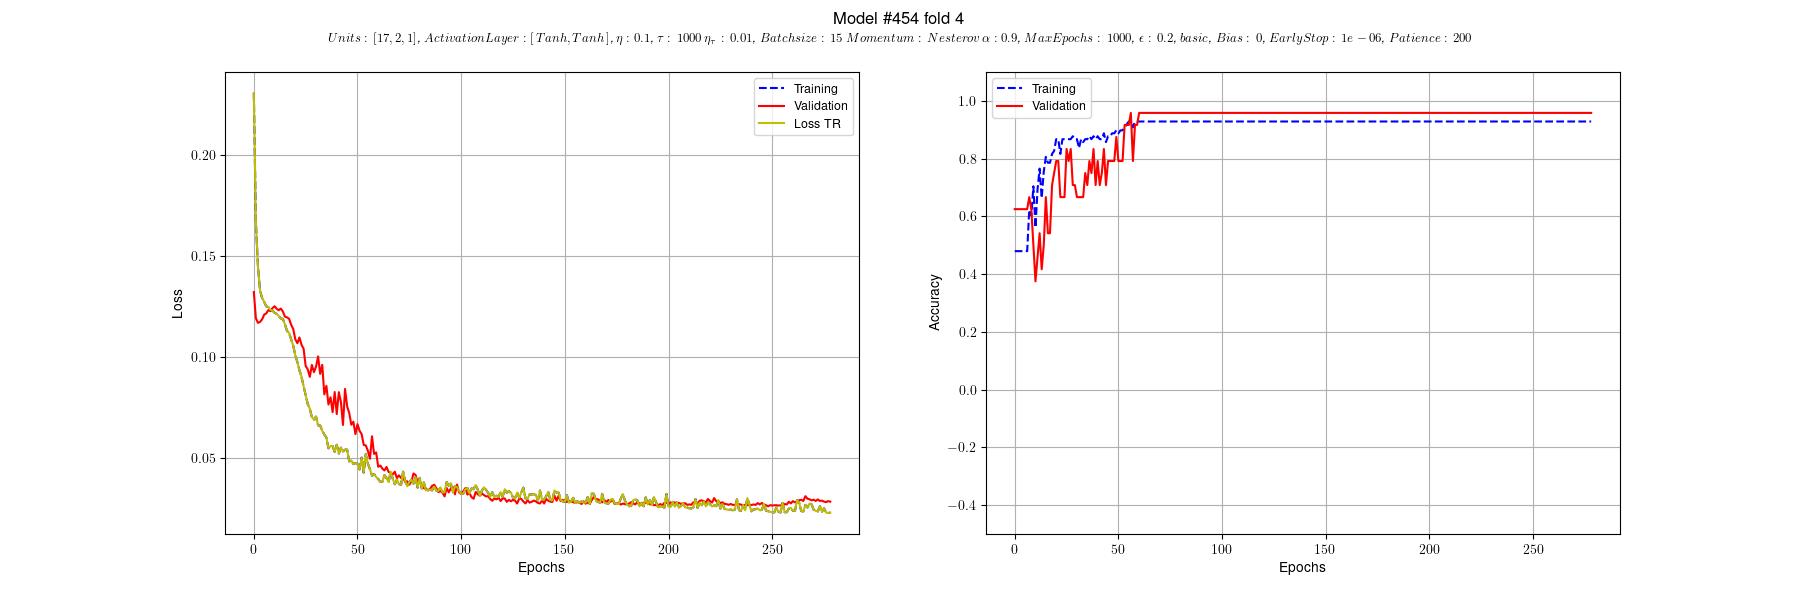 Model #454 fold 4
Units : [17, 2, 1], ActivationLayer : [Tanh, Tanh], η : 0.1, τ : 1000 η_τ : 0.01, Batchsize : 15 Momentum : Nesterov α : 0.9, MaxEpochs : 1000, ϵ : 0.2, basic, Bias : 0, EarlyStop : 1e − 06, Patience : 200
Training
Validation
Loss TR
0.20
0.15
0.10
0.05
Loss
0 50 100 150 200 250
Epochs
Training
Validation
1.0
0.8
0.6
0.4
0.2
0.0
−0.2
−0.4
Accuracy
0 50 100 150 200 250
Epochs